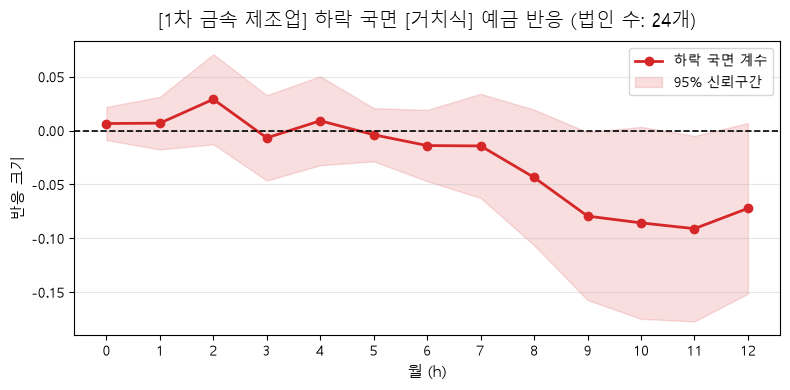 [1차 금속 제조업] 하락 국면 [거치식] 예금 반응 (법인 수: 24개)
하락 국면 계수
95% 신뢰구간
반응 크기
0.05
0.00
-0.05
-0.10
-0.15
0 1 2 3 4 5 6 7 8 9 10 11 12
월 (h)